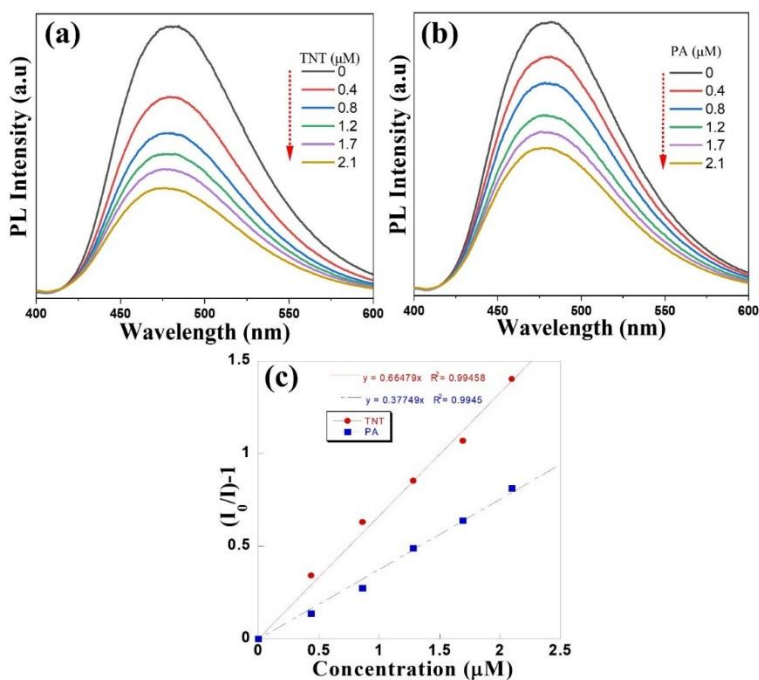 (a)
TNT (μM)
0
0.4
0.8
1.2
1.7
2.1
PL Intensity (a.u)
400 450 500 550 600
Wavelength (nm)
(b)
PA (μM)
0
0.4
0.8
1.2
1.7
2.1
PL Intensity (a.u)
400 450 500 550 600
Wavelength (nm)
(c)
y = 0.66479x R²= 0.99458
y = 0.37749x R²= 0.9945
TNT
PA
(I₀/I)-1
1.5
1
0.5
0
0 0.5 1 1.5 2 2.5
Concentration (μM)